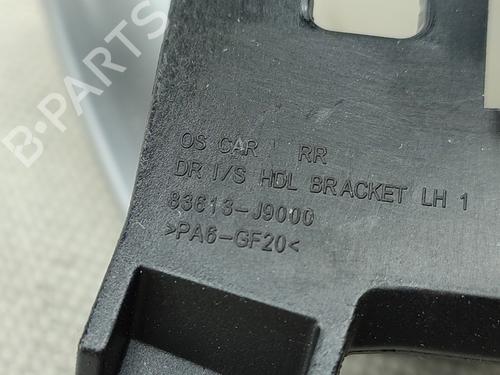 B-PARTS
OS CAR RR
DR I/S HDL BRACKET LH 1
83613-J9000
>PA6-GF20<